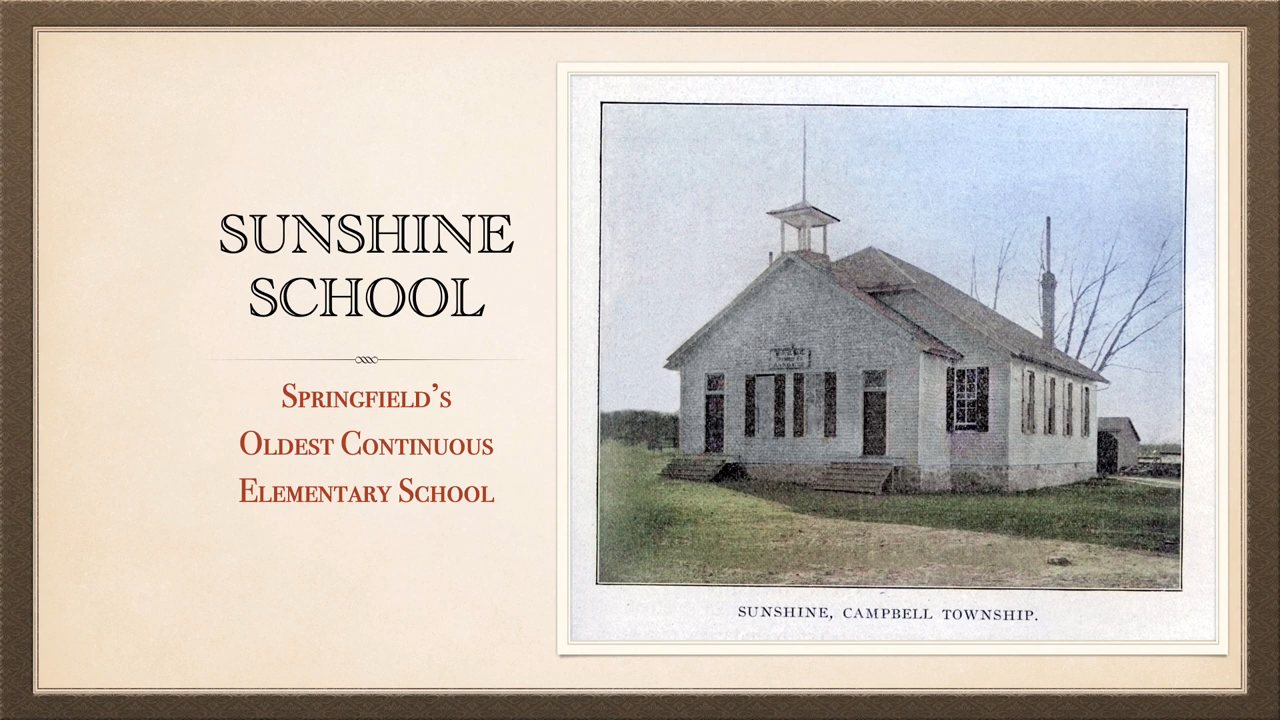 SUNSHINE
SCHOOL
Springfield's
Oldest Continuous
Elementary School
SUNSHINE, CAMPBELL TOWNSHIP.